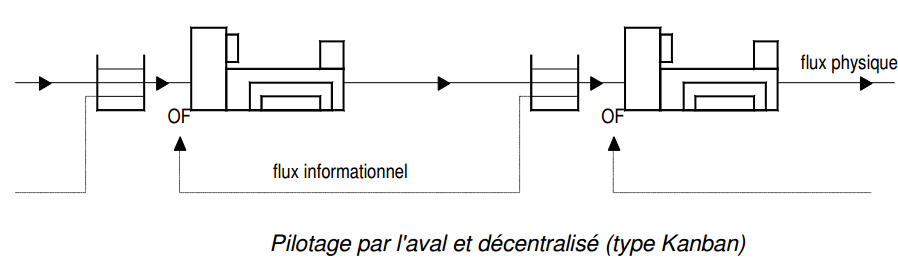 flux physique
OF
OF
flux informationnel
Pilotage par l'aval et décentralisé (type Kanban)